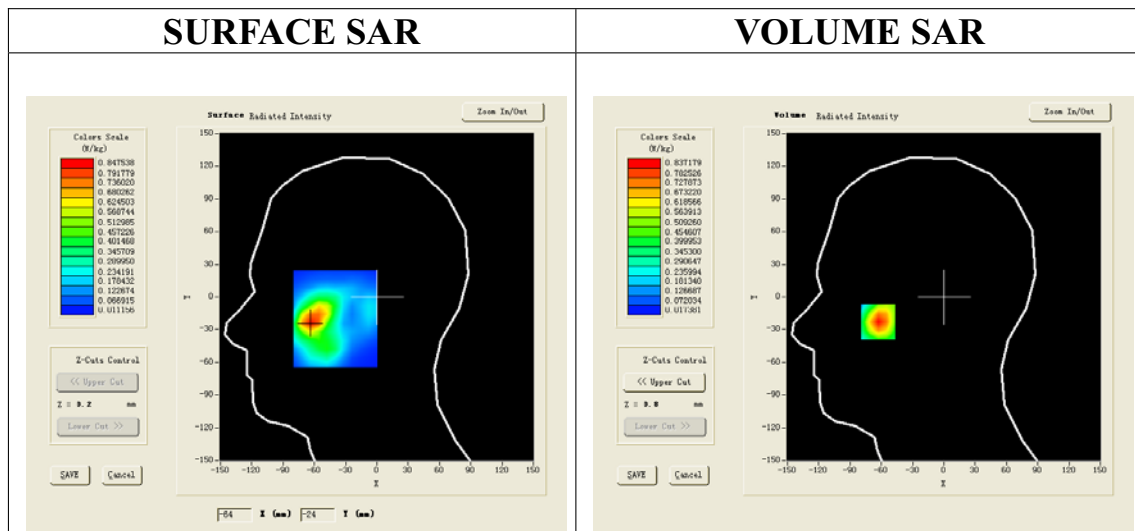 SURFACE SAR
VOLUME SAR
Surface Radiated Intensity
Zoom In/Out
Colors Scale
(W/kg)
0.847538
0.791779
0.736020
0.680262
0.624503
0.568744
0.512985
0.457226
0.401468
0.345709
0.289950
0.234191
0.178432
0.122674
0.066915
0.011156
150
120
90
60
30
0
-30
-60
-90
-120
-150
Y
-150 -120 -90 -60 -30 0 30 60 90 120 150
X
Z-Cuts Control
<< Upper Cut
Lower Cut >>
SAVE
Cancel
-64 X (mm) -24 Y (mm)
Volume Radiated Intensity
Zoom In/Out
Colors Scale
(W/kg)
0.837179
0.782526
0.727873
0.673220
0.618566
0.563913
0.509260
0.454607
0.399953
0.345300
0.290647
0.235994
0.181340
0.126687
0.072034
0.017381
150
120
90
60
30
0
-30
-60
-90
-120
-150
Y
-150 -120 -90 -60 -30 0 30 60 90 120 150
X
Z-Cuts Control
<< Upper Cut
Lower Cut >>
SAVE
Cancel